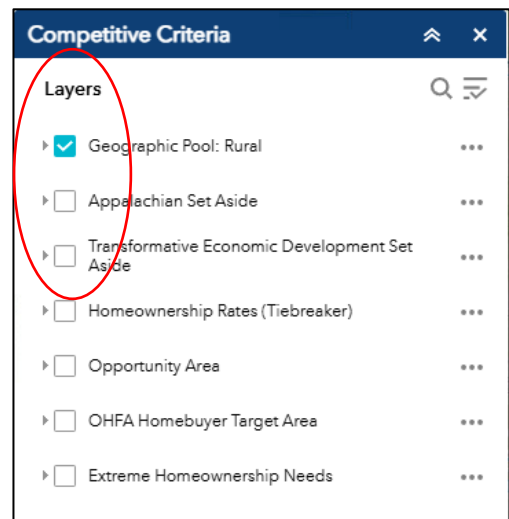 Competitive Criteria
Layers
Geographic Pool: Rural
Appalachian Set Aside
Transformative Economic Development Set
Aside
Homeownership Rates (Tiebreaker)
Opportunity Area
OHFA Homebuyer Target Area
Extreme Homeownership Needs